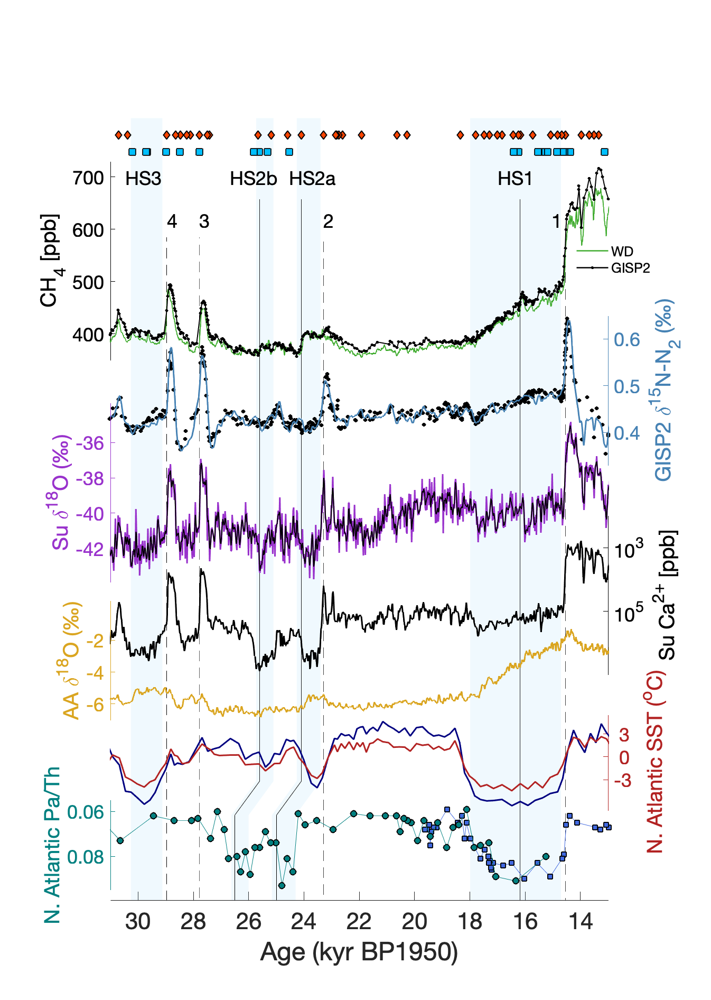 HS3 HS2b HS2a HS1
4 3 2 1
CH4 [ppb]
700
600
500
400
WD
GISP2
GISP2 δ15N-N2 (‰)
0.6
0.5
0.4
Su δ18O (‰)
-36
-38
-40
-42
Su Ca2+ [ppb]
10^3
10^5
AA δ18O (‰)
-2
-4
-6
N. Atlantic SST (oC)
3
0
-3
N. Atlantic Pa/Th
0.06
0.08
30 28 26 24 22 20 18 16 14
Age (kyr BP1950)